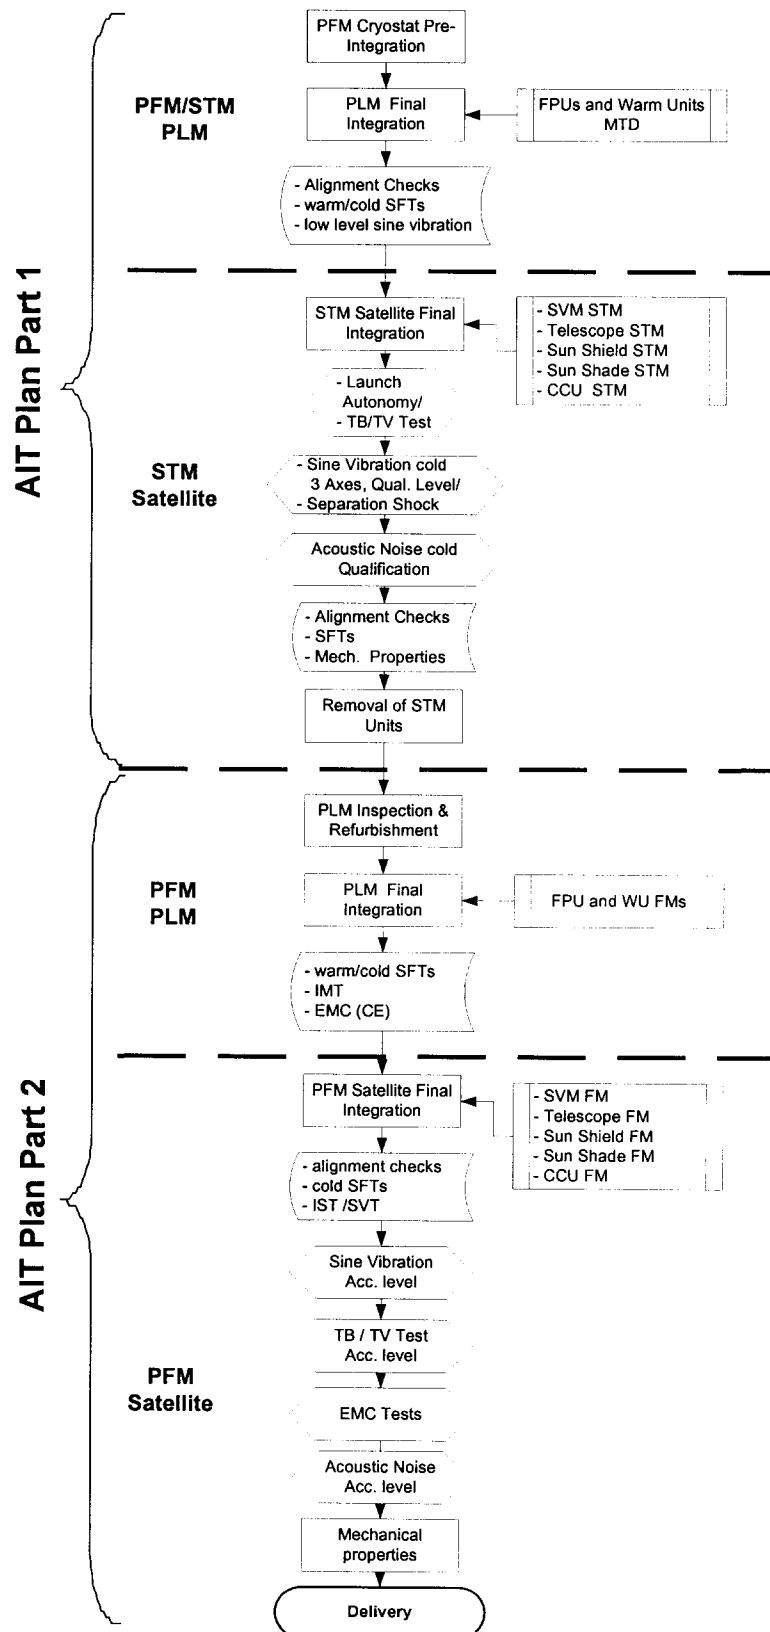 PFM Cryostat Pre-
Integration
PFM/STM
PLM
PLM Final
Integration
FPUs and Warm Units
MTD
- Alignment Checks
- warm/cold SFTs
- low level sine vibration
AIT Plan Part 1
STM Satellite Final
Integration
- SVM STM
- Telescope STM
- Sun Shield STM
- Sun Shade STM
- CCU STM
- Launch
Autonomy/
- TB/TV Test
STM
Satellite
- Sine Vibration cold
3 Axes, Qual. Level/
- Separation Shock
Acoustic Noise cold
Qualification
- Alignment Checks
- SFTs
- Mech. Properties
Removal of STM
Units
PLM Inspection &
Refurbishment
PFM
PLM
PLM Final
Integration
FPU and WU FMs
- warm/cold SFTs
- IMT
- EMC (CE)
AIT Plan Part 2
PFM Satellite Final
Integration
- SVM FM
- Telescope FM
- Sun Shield FM
- Sun Shade FM
- CCU FM
- alignment checks
- cold SFTs
- IST /SVT
Sine Vibration
Acc. level
TB / TV Test
Acc. level
PFM
Satellite
EMC Tests
Acoustic Noise
Acc. level
Mechanical
properties
Delivery